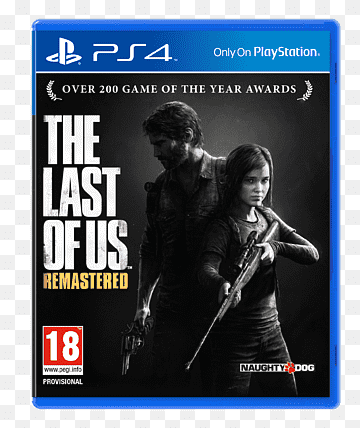 PS4
Only On PlayStation®
OVER 200 GAME OF THE YEAR AWARDS
THE
LAST
OF US
REMASTERED
18
www.pegi.info
PROVISIONAL
NAUGHTY DOG